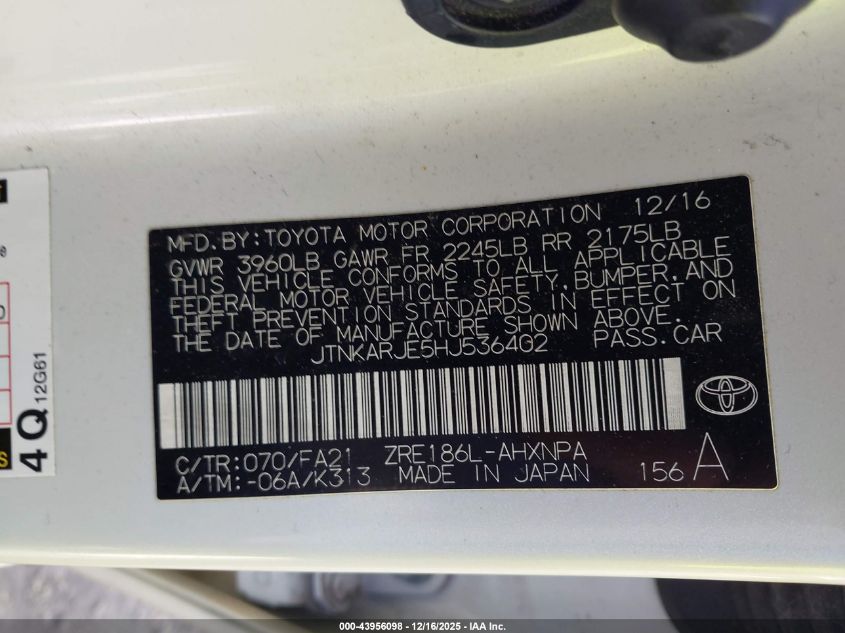 MFD. BY: TOYOTA MOTOR CORPORATION 12/16
GVWR 3960LB GAWR FR 2245LB RR 2175LB
THIS VEHICLE CONFORMS TO ALL APPLICABLE
FEDERAL MOTOR VEHICLE SAFETY, BUMPER, AND
THEFT PREVENTION STANDARDS IN EFFECT ON
THE DATE OF MANUFACTURE SHOWN ABOVE.
JTNKARJE5HJ536402 PASS.CAR
C/TR: 070/FA21 ZRE186L-AHXNPA
A/TM: -06A/K313 MADE IN JAPAN 156 A
4Q 12G61
000-43956098 - 12/16/2025 - IAA Inc.